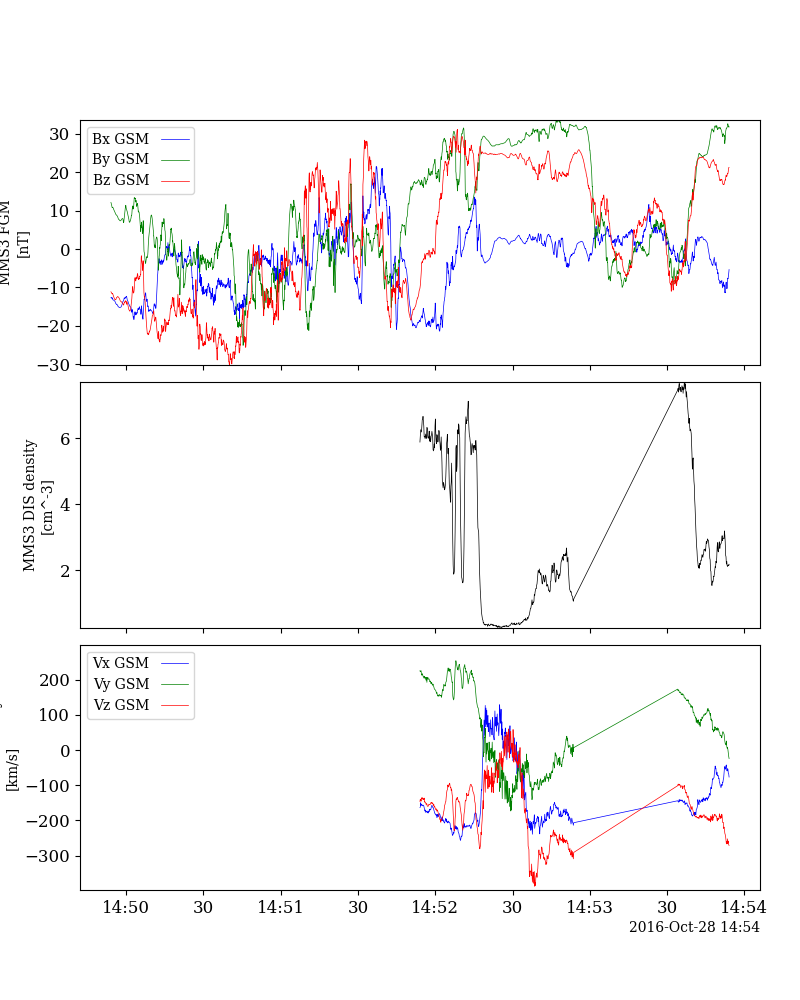 MMS3 FGM
[nT]
30
20
10
0
−10
−20
−30
Bx GSM
By GSM
Bz GSM
MMS3 DIS density
[cm^-3]
6
4
2
[km/s]
200
100
0
−100
−200
−300
Vx GSM
Vy GSM
Vz GSM
14:50
30
14:51
30
14:52
30
14:53
30
14:54
2016-Oct-28 14:54